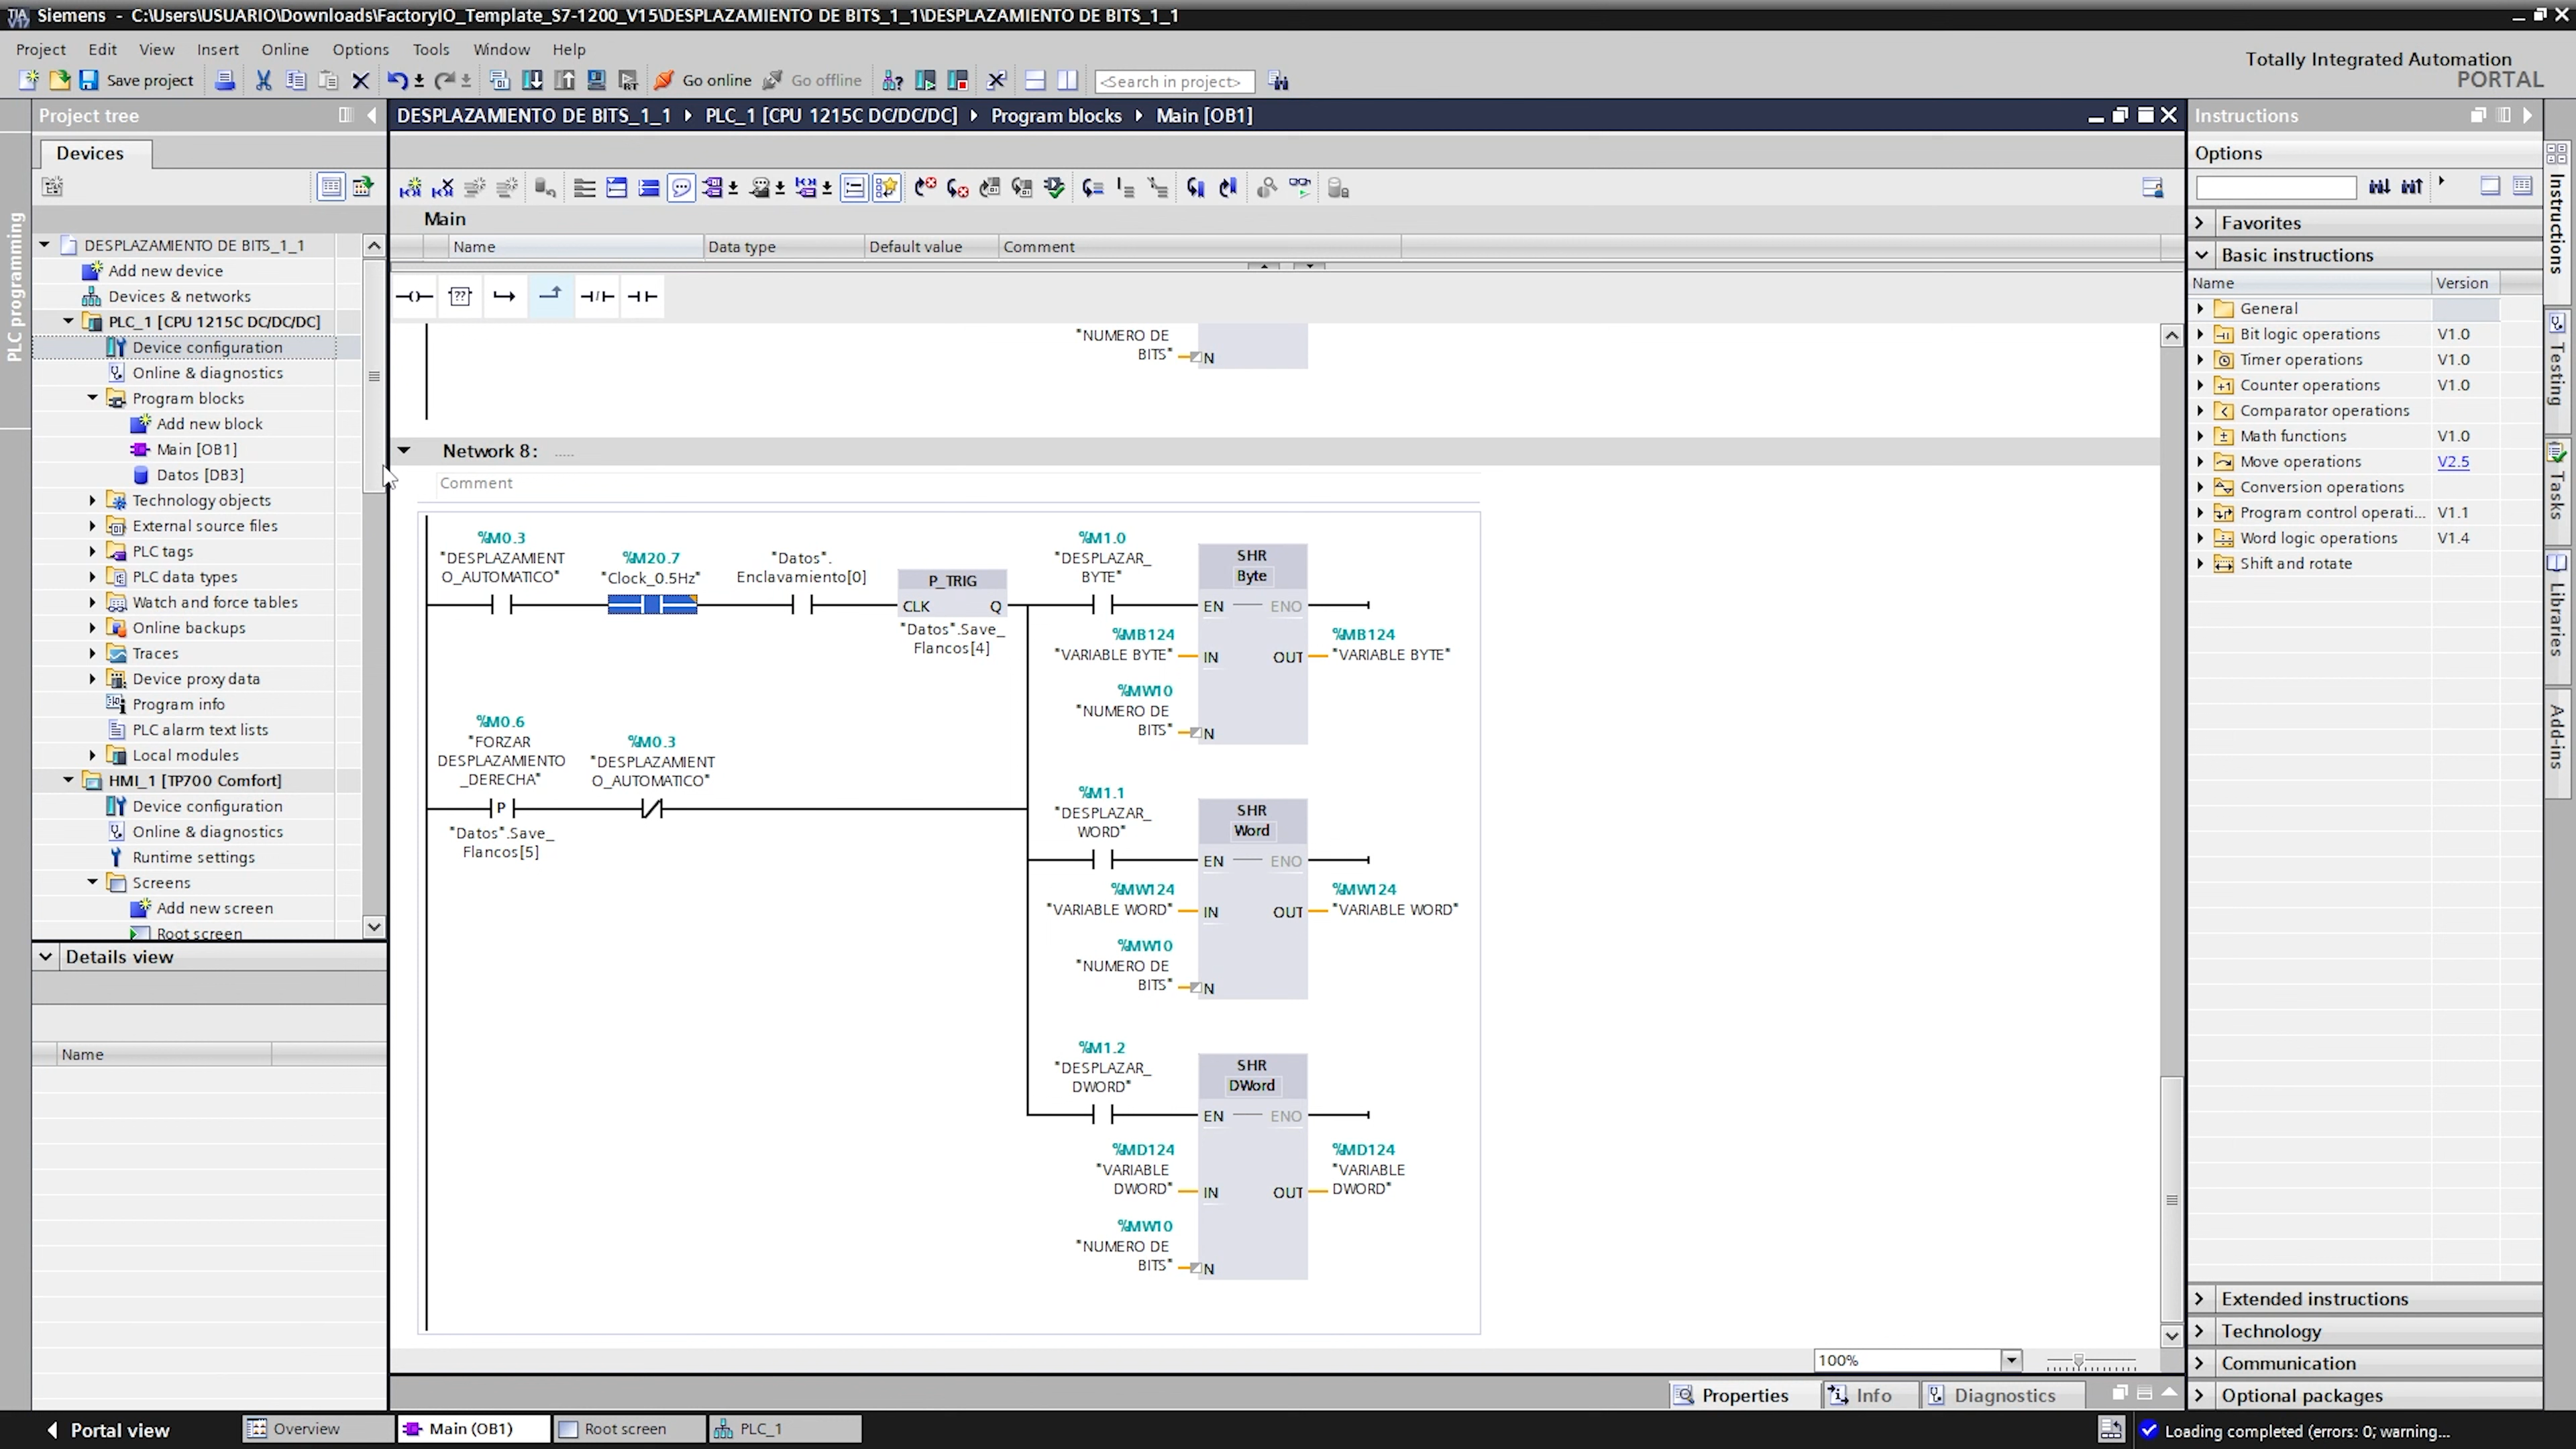 Siemens - C:\Users\USUARIO\Downloads\FactoryIO_Template_S7-1200_V15\DESPLAZAMIENTO DE BITS_1_1\DESPLAZAMIENTO DE BITS_1_1
Project Edit View Insert Online Options Tools Window Help
Totally Integrated Automation
PORTAL
Save project
Go online
Go offline
<Search in project>
Project tree
DESPLAZAMIENTO DE BITS_1_1 PLC_1 [CPU 1215C DC/DC/DC] Program blocks Main [OB1]
Instructions
Devices
Options
PLC programming
DESPLAZAMIENTO DE BITS_1_1
Add new device
Devices & networks
PLC_1 [CPU 1215C DC/DC/DC]
Device configuration
Online & diagnostics
Program blocks
Add new block
Main [OB1]
Datos [DB3]
Technology objects
External source files
PLC tags
PLC data types
Watch and force tables
Online backups
Traces
Device proxy data
Program info
PLC alarm text lists
Local modules
HMI_1 [TP700 Comfort]
Device configuration
Online & diagnostics
Runtime settings
Screens
Add new screen
Root screen
Details view
Name
Main
Name Data type Default value Comment
??
"NUMERO DE
BITS"
N
Network 8: .....
Comment
%M0.3
"DESPLAZAMIENT
O_AUTOMATICO"
%M20.7
"Clock_0.5Hz"
"Datos".
Enclavamiento[0]
P_TRIG
CLK Q
"Datos".Save_
Flancos[4]
%M1.0
"DESPLAZAR_
BYTE"
SHR
Byte
EN ENO
%MB124
"VARIABLE BYTE"
IN OUT
%MB124
"VARIABLE BYTE"
%MW10
"NUMERO DE
BITS"
N
%M0.6
"FORZAR
DESPLAZAMIENTO
_DERECHA"
P
"Datos".Save_
Flancos[5]
%M0.3
"DESPLAZAMIENT
O_AUTOMATICO"
%M1.1
"DESPLAZAR_
WORD"
SHR
Word
EN ENO
%MW124
"VARIABLE WORD"
IN OUT
%MW124
"VARIABLE WORD"
%MW10
"NUMERO DE
BITS"
N
%M1.2
"DESPLAZAR_
DWORD"
SHR
DWord
EN ENO
%MD124
"VARIABLE
DWORD"
IN OUT
%MD124
"VARIABLE
DWORD"
%MW10
"NUMERO DE
BITS"
N
100%
Properties Info Diagnostics
Favorites
Basic instructions
Name Version
General
Bit logic operations V1.0
Timer operations V1.0
Counter operations V1.0
Comparator operations
Math functions V1.0
Move operations V2.5
Conversion operations
Program control operati... V1.1
Word logic operations V1.4
Shift and rotate
Extended instructions
Technology
Communication
Optional packages
Instructions
Testing
Tasks
Libraries
Add-ins
Portal view
Overview
Main (OB1)
Root screen
PLC_1
Loading completed (errors: 0; warning...